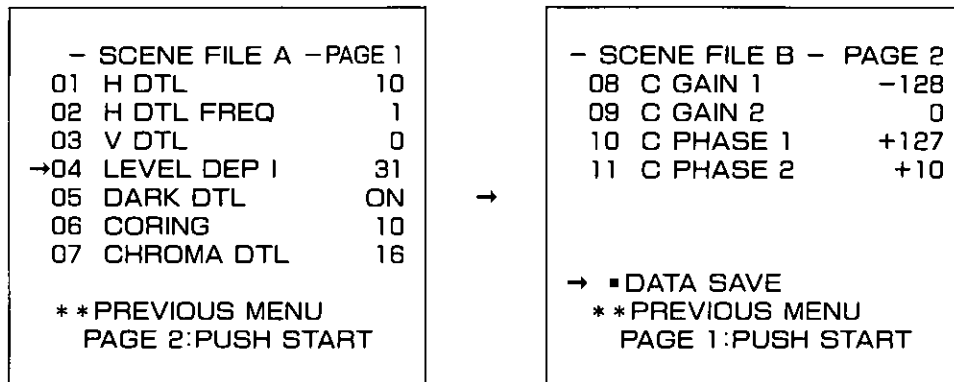 – SCENE FILE A –PAGE 1
01 H DTL 10
02 H DTL FREQ 1
03 V DTL 0
→04 LEVEL DEP I 31
05 DARK DTL ON
06 CORING 10
07 CHROMA DTL 16
**PREVIOUS MENU
PAGE 2:PUSH START
→
– SCENE FILE B – PAGE 2
08 C GAIN 1 –128
09 C GAIN 2 0
10 C PHASE 1 +127
11 C PHASE 2 +10
→ ▪DATA SAVE
**PREVIOUS MENU
PAGE 1:PUSH START